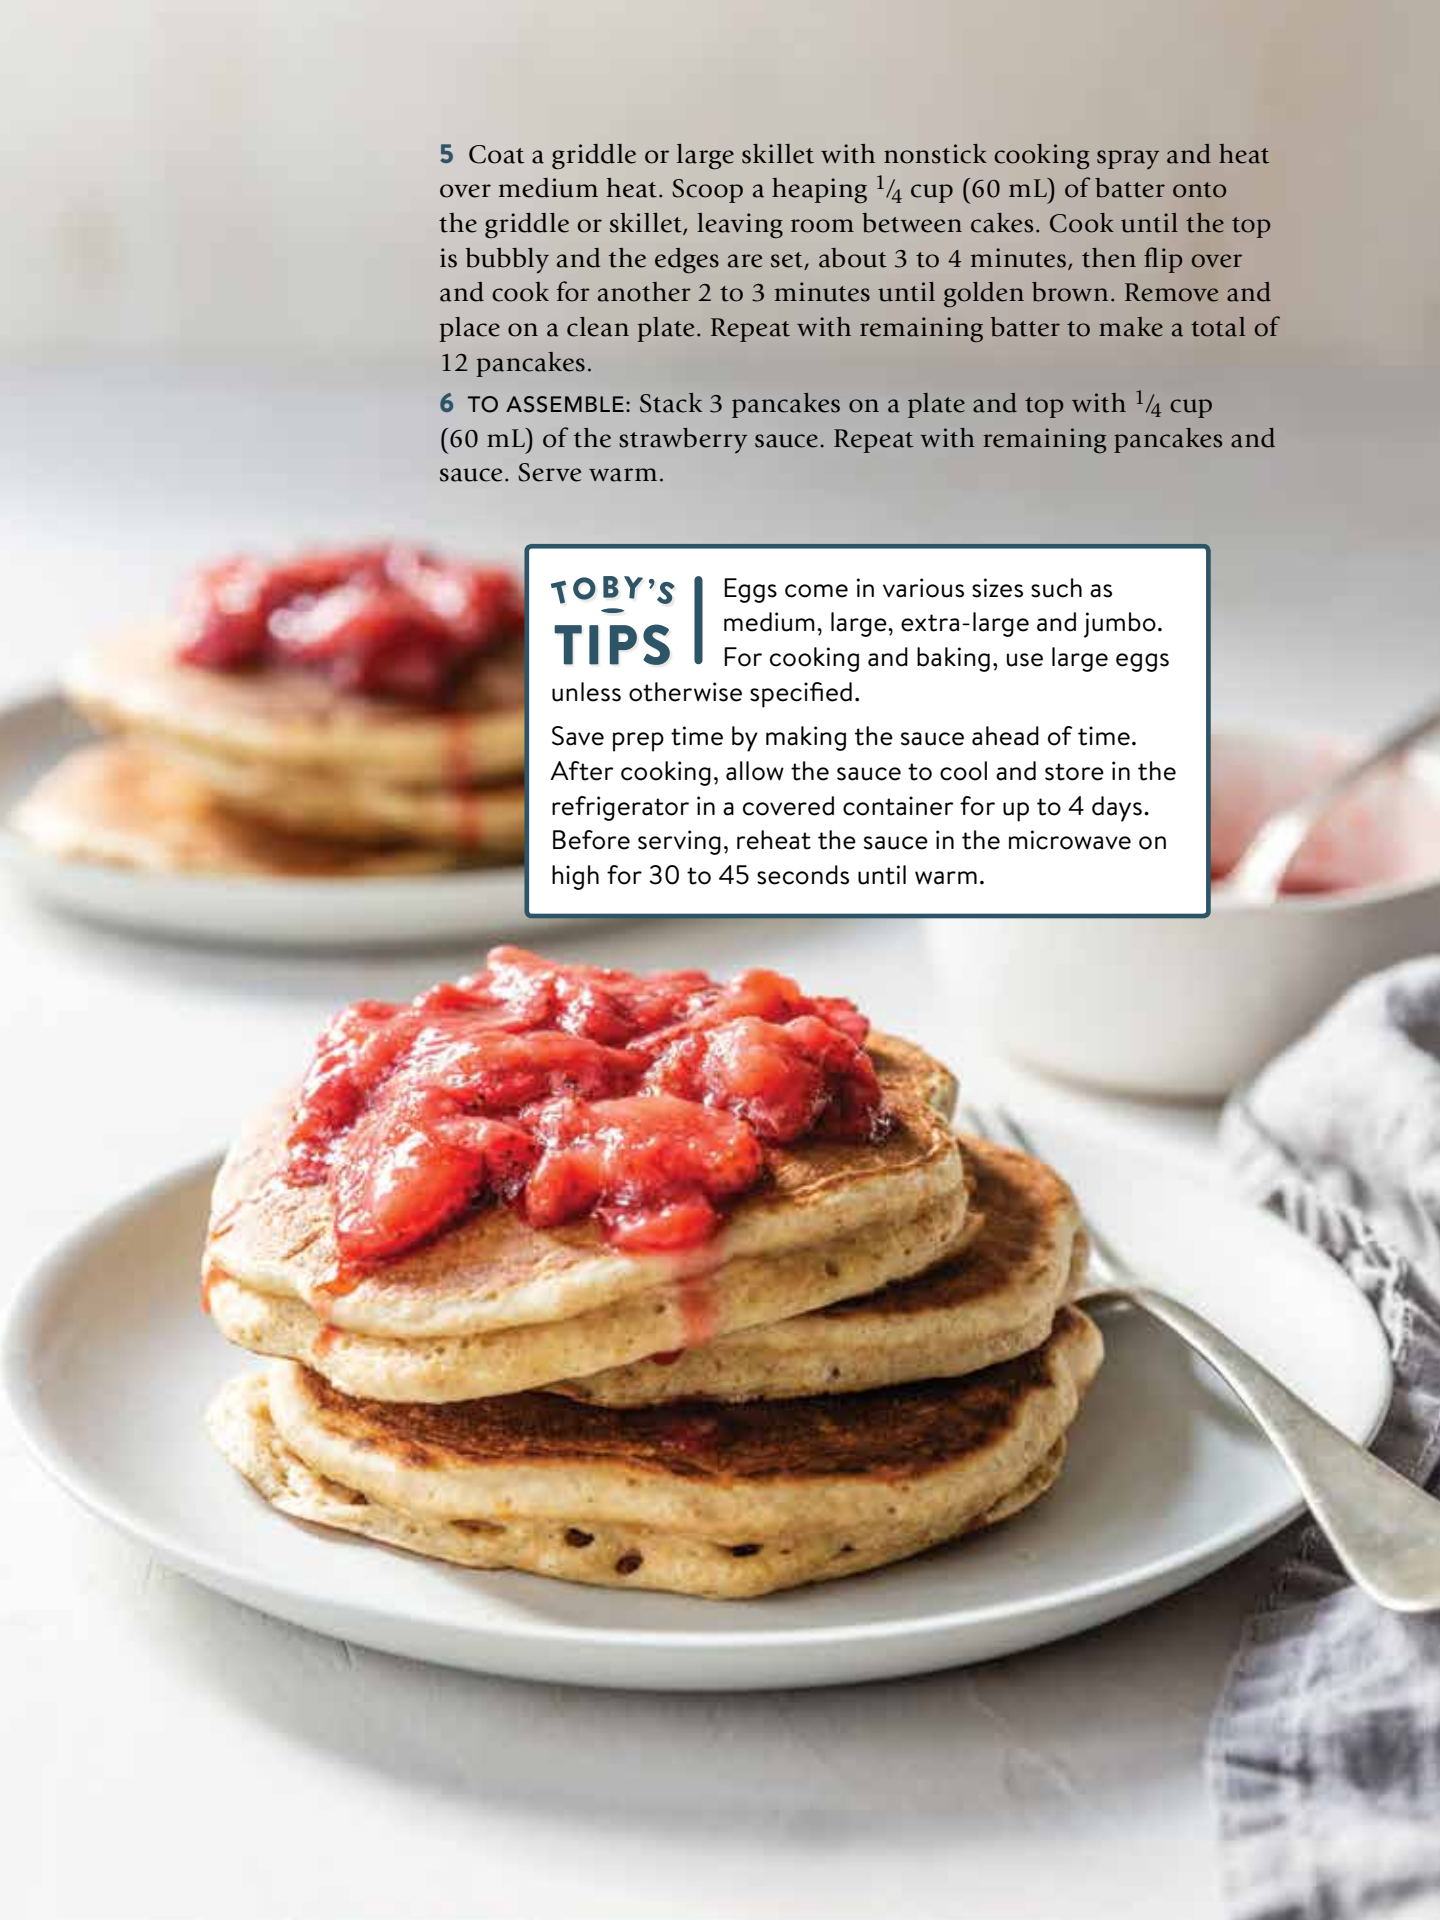 5 Coat a griddle or large skillet with nonstick cooking spray and heat
over medium heat. Scoop a heaping 1/4 cup (60 mL) of batter onto
the griddle or skillet, leaving room between cakes. Cook until the top
is bubbly and the edges are set, about 3 to 4 minutes, then flip over
and cook for another 2 to 3 minutes until golden brown. Remove and
place on a clean plate. Repeat with remaining batter to make a total of
12 pancakes.
6 TO ASSEMBLE: Stack 3 pancakes on a plate and top with 1/4 cup
(60 mL) of the strawberry sauce. Repeat with remaining pancakes and
sauce. Serve warm.
TOBY'S
TIPS
Eggs come in various sizes such as
medium, large, extra-large and jumbo.
For cooking and baking, use large eggs
unless otherwise specified.
Save prep time by making the sauce ahead of time.
After cooking, allow the sauce to cool and store in the
refrigerator in a covered container for up to 4 days.
Before serving, reheat the sauce in the microwave on
high for 30 to 45 seconds until warm.